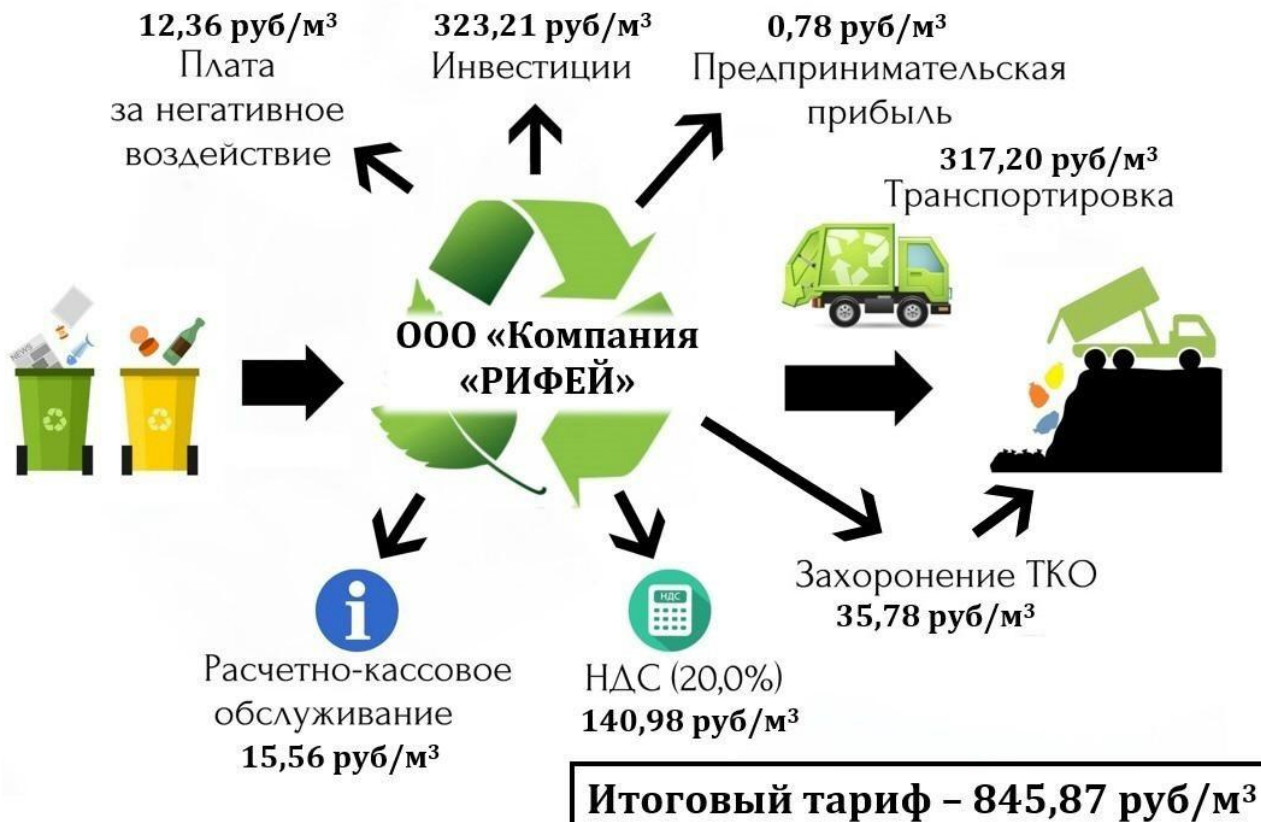 12,36 руб/м³
Плата
за негативное
воздействие
323,21 руб/м³
Инвестиции
0,78 руб/м³
Предпринимательская
прибыль
317,20 руб/м³
Транспортировка
NEWS
ООО «Компания
«РИФЕЙ»
Захоронение ТКО
35,78 руб/м³
i
Расчетно-кассовое
обслуживание
15,56 руб/м³
НДС
НДС (20,0%)
140,98 руб/м³
Итоговый тариф – 845,87 руб/м³